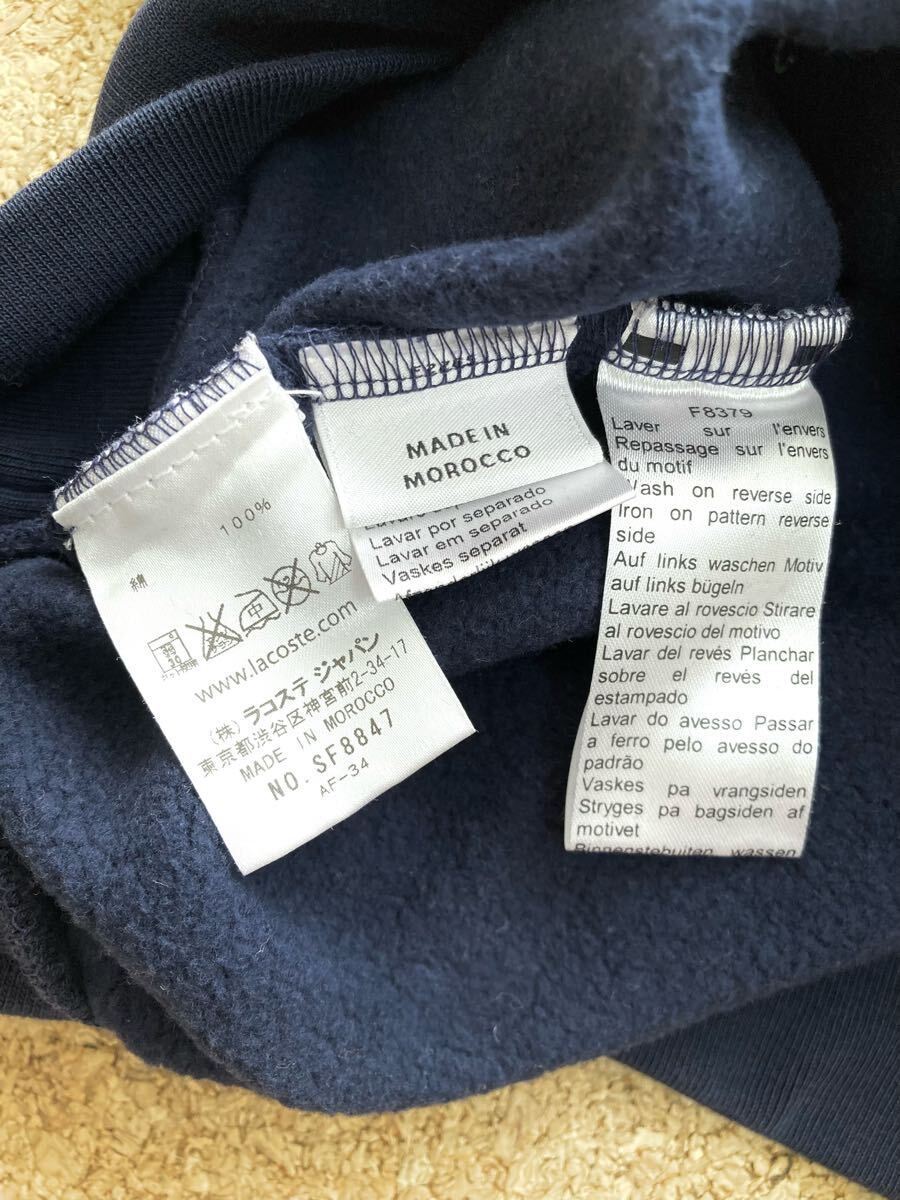 綿 100%
www.lacoste.com
(株) ラコステ ジャパン
東京都渋谷区神宮前2-34-17
MADE IN MOROCCO
NO. SF8847
AF-34
MADE IN
MOROCCO
Lavar por separado
Lavar em separado
Vaskes separat
F8379
Laver sur l'envers
Repassage sur l'envers
du motif
Wash on reverse side
Iron on pattern reverse
side
Auf links waschen Motiv
auf links bügeln
Lavare al rovescio Stirare
al rovescio del motivo
Lavar del revés Planchar
sobre el revés del
estampado
Lavar do avesso Passar
a ferro pelo avesso do
padrão
Vaskes pa vrangsiden
Stryges pa bagsiden af
motivet
Binnenstebuiten wassen